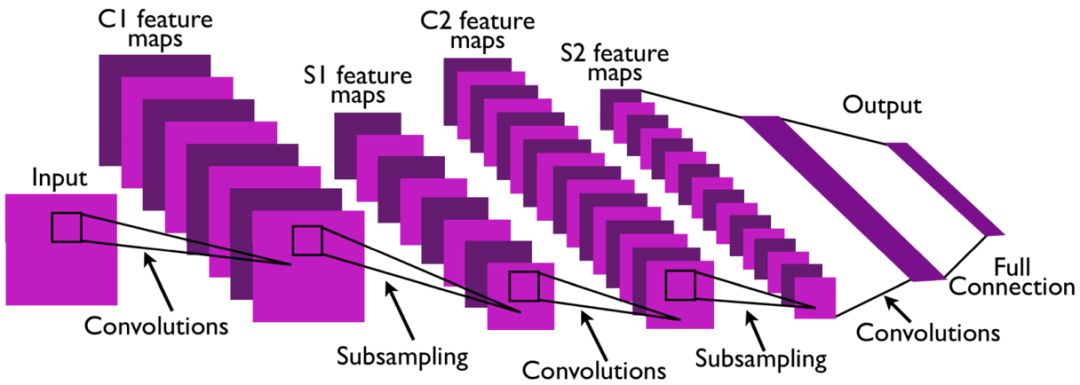 C1 feature
maps
S1 feature
maps
C2 feature
maps
S2 feature
maps
Output
Input
Convolutions
Subsampling
Convolutions
Subsampling
Convolutions
Full
Connection